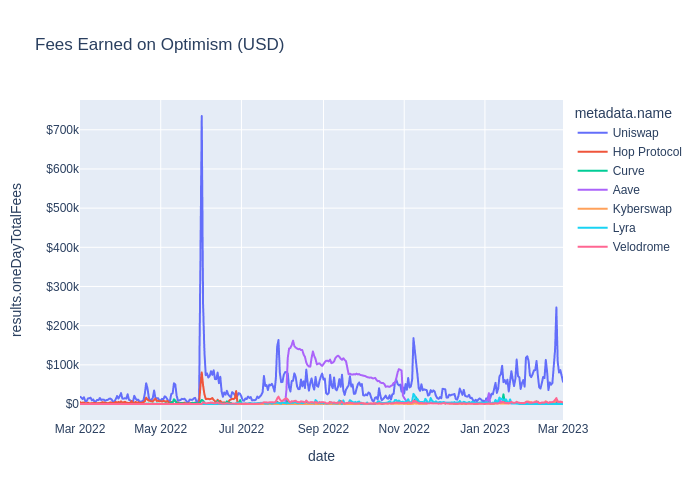 Fees Earned on Optimism (USD)
metadata.name
Uniswap
Hop Protocol
Curve
Aave
Kyberswap
Lyra
Velodrome
results.oneDayTotalFees
$700k
$600k
$500k
$400k
$300k
$200k
$100k
$0
Mar 2022
May 2022
Jul 2022
Sep 2022
Nov 2022
Jan 2023
Mar 2023
date